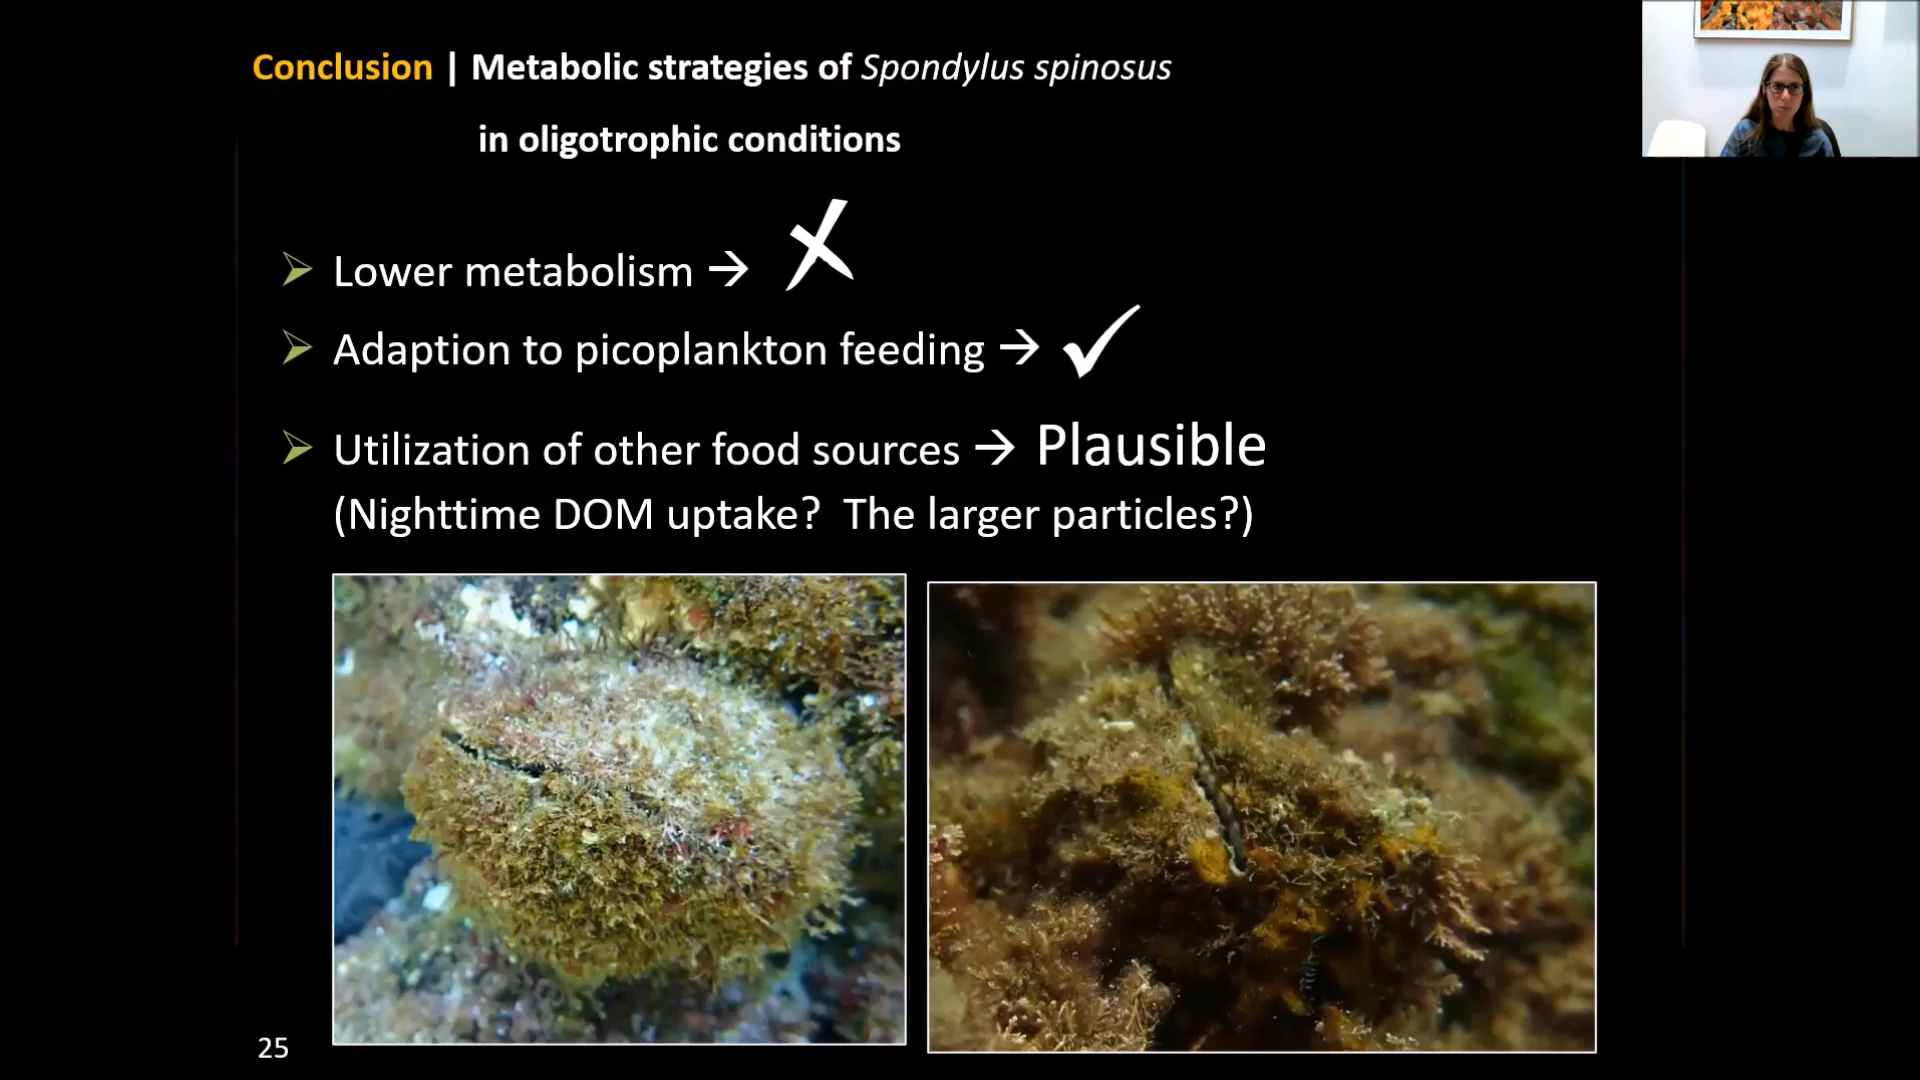 Conclusion | Metabolic strategies of Spondylus spinosus
in oligotrophic conditions
Lower metabolism →
Adaption to picoplankton feeding →
Utilization of other food sources → Plausible
(Nighttime DOM uptake? The larger particles?)
25